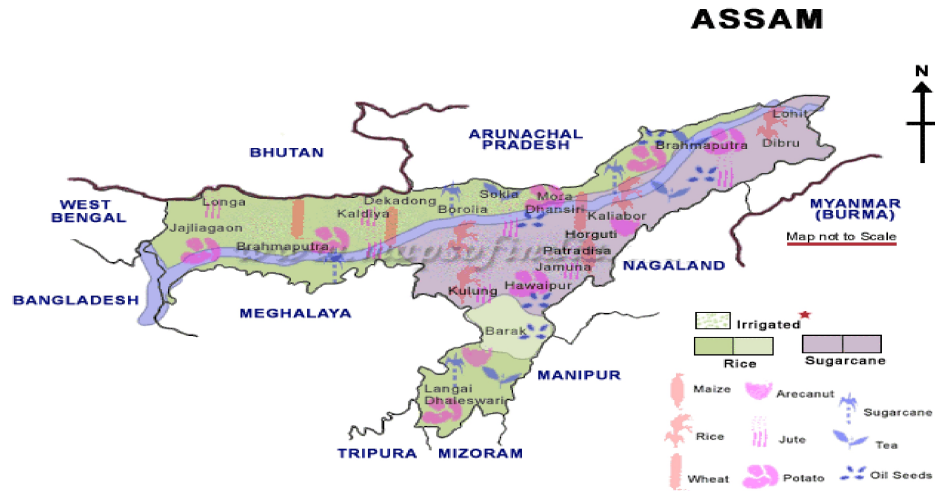 ASSAM
N
BHUTAN
ARUNACHAL
PRADESH
WEST
BENGAL
MYANMAR
(BURMA)
Map not to Scale
BANGLADESH
MEGHALAYA
NAGALAND
MANIPUR
TRIPURA
MIZORAM
Lohit
Dibru
Brahmaputra
Longa
Dekadong
Kaldiya
Sokia
Borolia
Mora
Dhansiri
Kaliabor
Jajliagaon
Brahmaputra
Horguti
Patradisa
Jamuna
Kulung
Hawaipur
Barak
Langai
Dhaleswari
Irrigated
Rice
Sugarcane
Maize
Arecanut
Sugarcane
Rice
Jute
Tea
Wheat
Potato
Oil Seeds